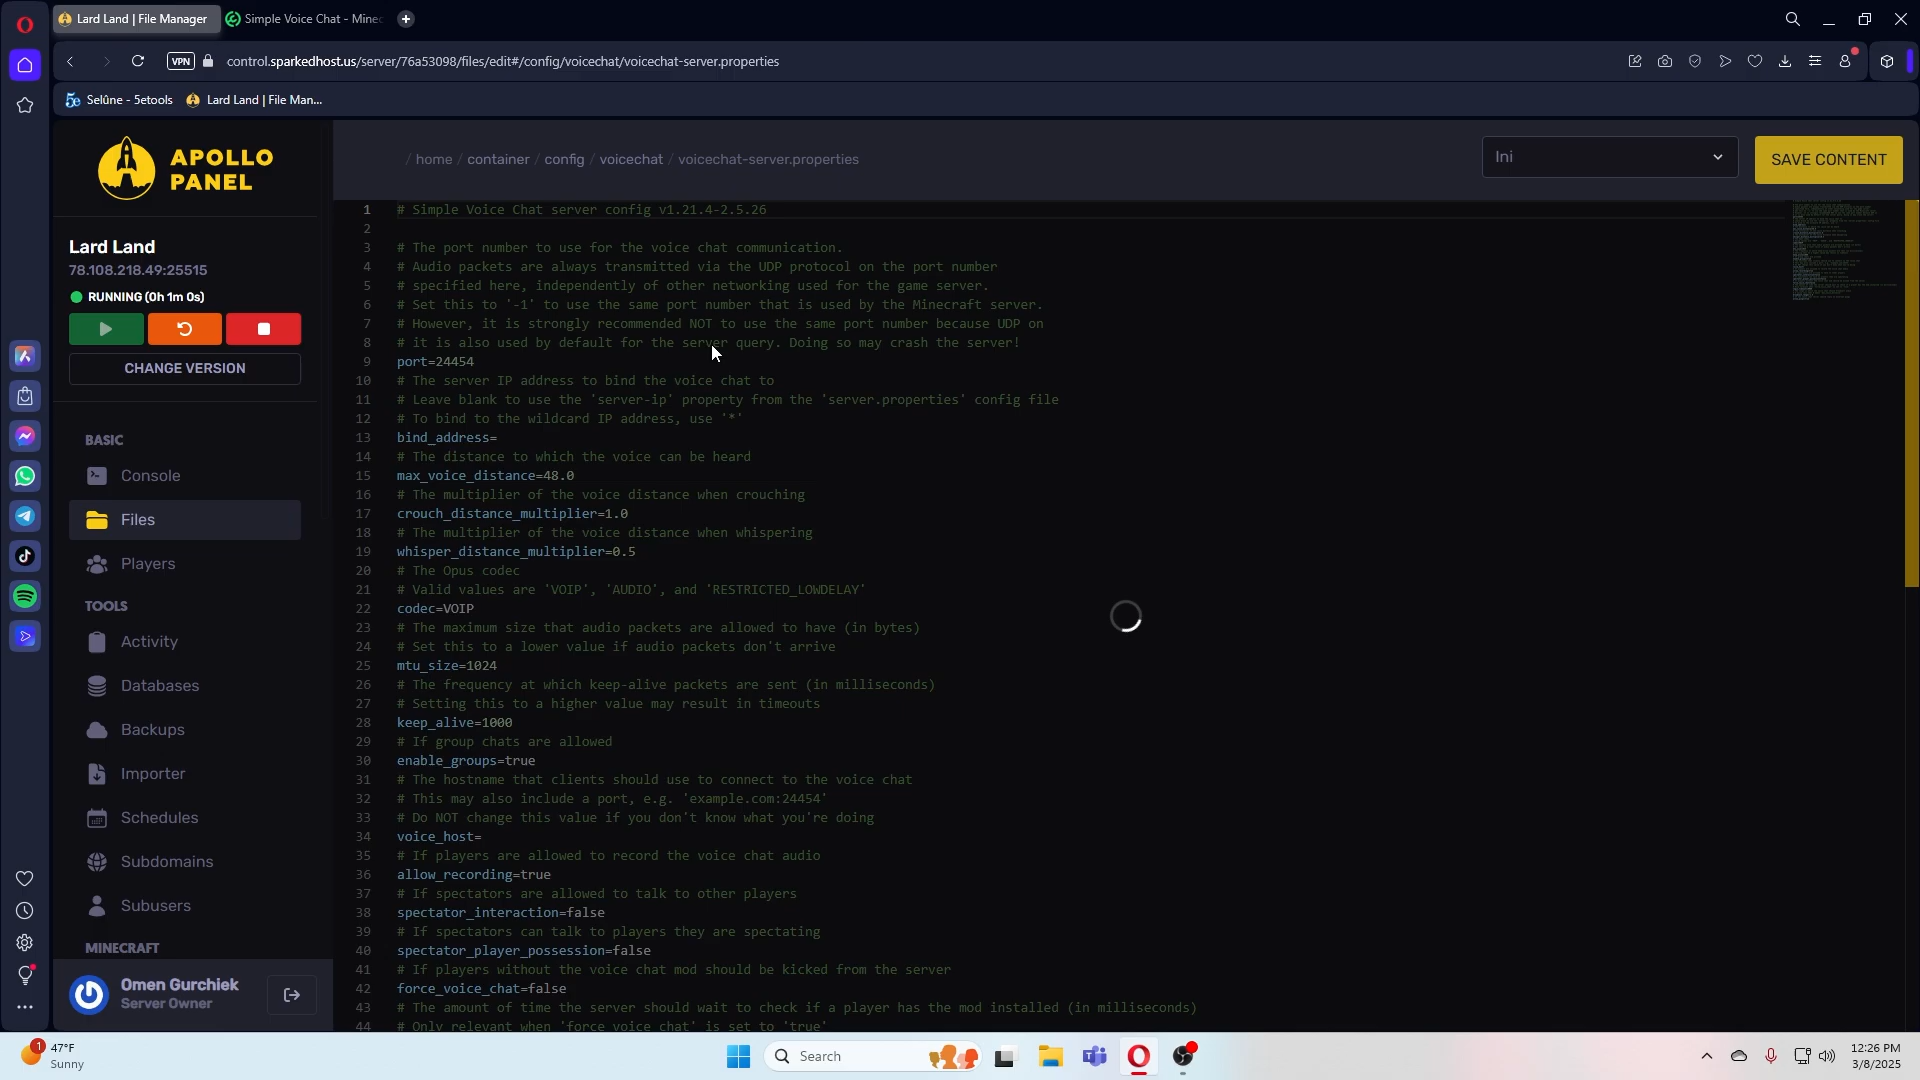 Lard Land | File Manager
Simple Voice Chat - Minec
VPN
control.sparkedhost.us/server/76a53098/files/edit#/config/voicechat/voicechat-server.properties
5e Selûne - 5etools
Lard Land | File Man...
APOLLO
PANEL
/ home / container / config / voicechat / voicechat-server.properties
Ini
SAVE CONTENT
Lard Land
78.108.218.49:25515
RUNNING (0h 1m 0s)
CHANGE VERSION
BASIC
Console
Files
Players
TOOLS
Activity
Databases
Backups
Importer
Schedules
Subdomains
Subusers
MINECRAFT
Omen Gurchiek
Server Owner
1 # Simple Voice Chat server config v1.21.4-2.5.26
2
3 # The port number to use for the voice chat communication.
4 # Audio packets are always transmitted via the UDP protocol on the port number
5 # specified here, independently of other networking used for the game server.
6 # Set this to '-1' to use the same port number that is used by the Minecraft server.
7 # However, it is strongly recommended NOT to use the same port number because UDP on
8 # it is also used by default for the server query. Doing so may crash the server!
9 port=24454
10 # The server IP address to bind the voice chat to
11 # Leave blank to use the 'server-ip' property from the 'server.properties' config file
12 # To bind to the wildcard IP address, use '*'
13 bind_address=
14 # The distance to which the voice can be heard
15 max_voice_distance=48.0
16 # The multiplier of the voice distance when crouching
17 crouch_distance_multiplier=1.0
18 # The multiplier of the voice distance when whispering
19 whisper_distance_multiplier=0.5
20 # The Opus codec
21 # Valid values are 'VOIP', 'AUDIO', and 'RESTRICTED_LOWDELAY'
22 codec=VOIP
23 # The maximum size that audio packets are allowed to have (in bytes)
24 # Set this to a lower value if audio packets don't arrive
25 mtu_size=1024
26 # The frequency at which keep-alive packets are sent (in milliseconds)
27 # Setting this to a higher value may result in timeouts
28 keep_alive=1000
29 # If group chats are allowed
30 enable_groups=true
31 # The hostname that clients should use to connect to the voice chat
32 # This may also include a port, e.g. 'example.com:24454'
33 # Do NOT change this value if you don't know what you're doing
34 voice_host=
35 # If players are allowed to record the voice chat audio
36 allow_recording=true
37 # If spectators are allowed to talk to other players
38 spectator_interaction=false
39 # If spectators can talk to players they are spectating
40 spectator_player_possession=false
41 # If players without the voice chat mod should be kicked from the server
42 force_voice_chat=false
43 # The amount of time the server should wait to check if a player has the mod installed (in milliseconds)
44 # Only relevant when 'force_voice_chat' is set to 'true'
1
47°F
Sunny
Search
12:26 PM
3/8/2025